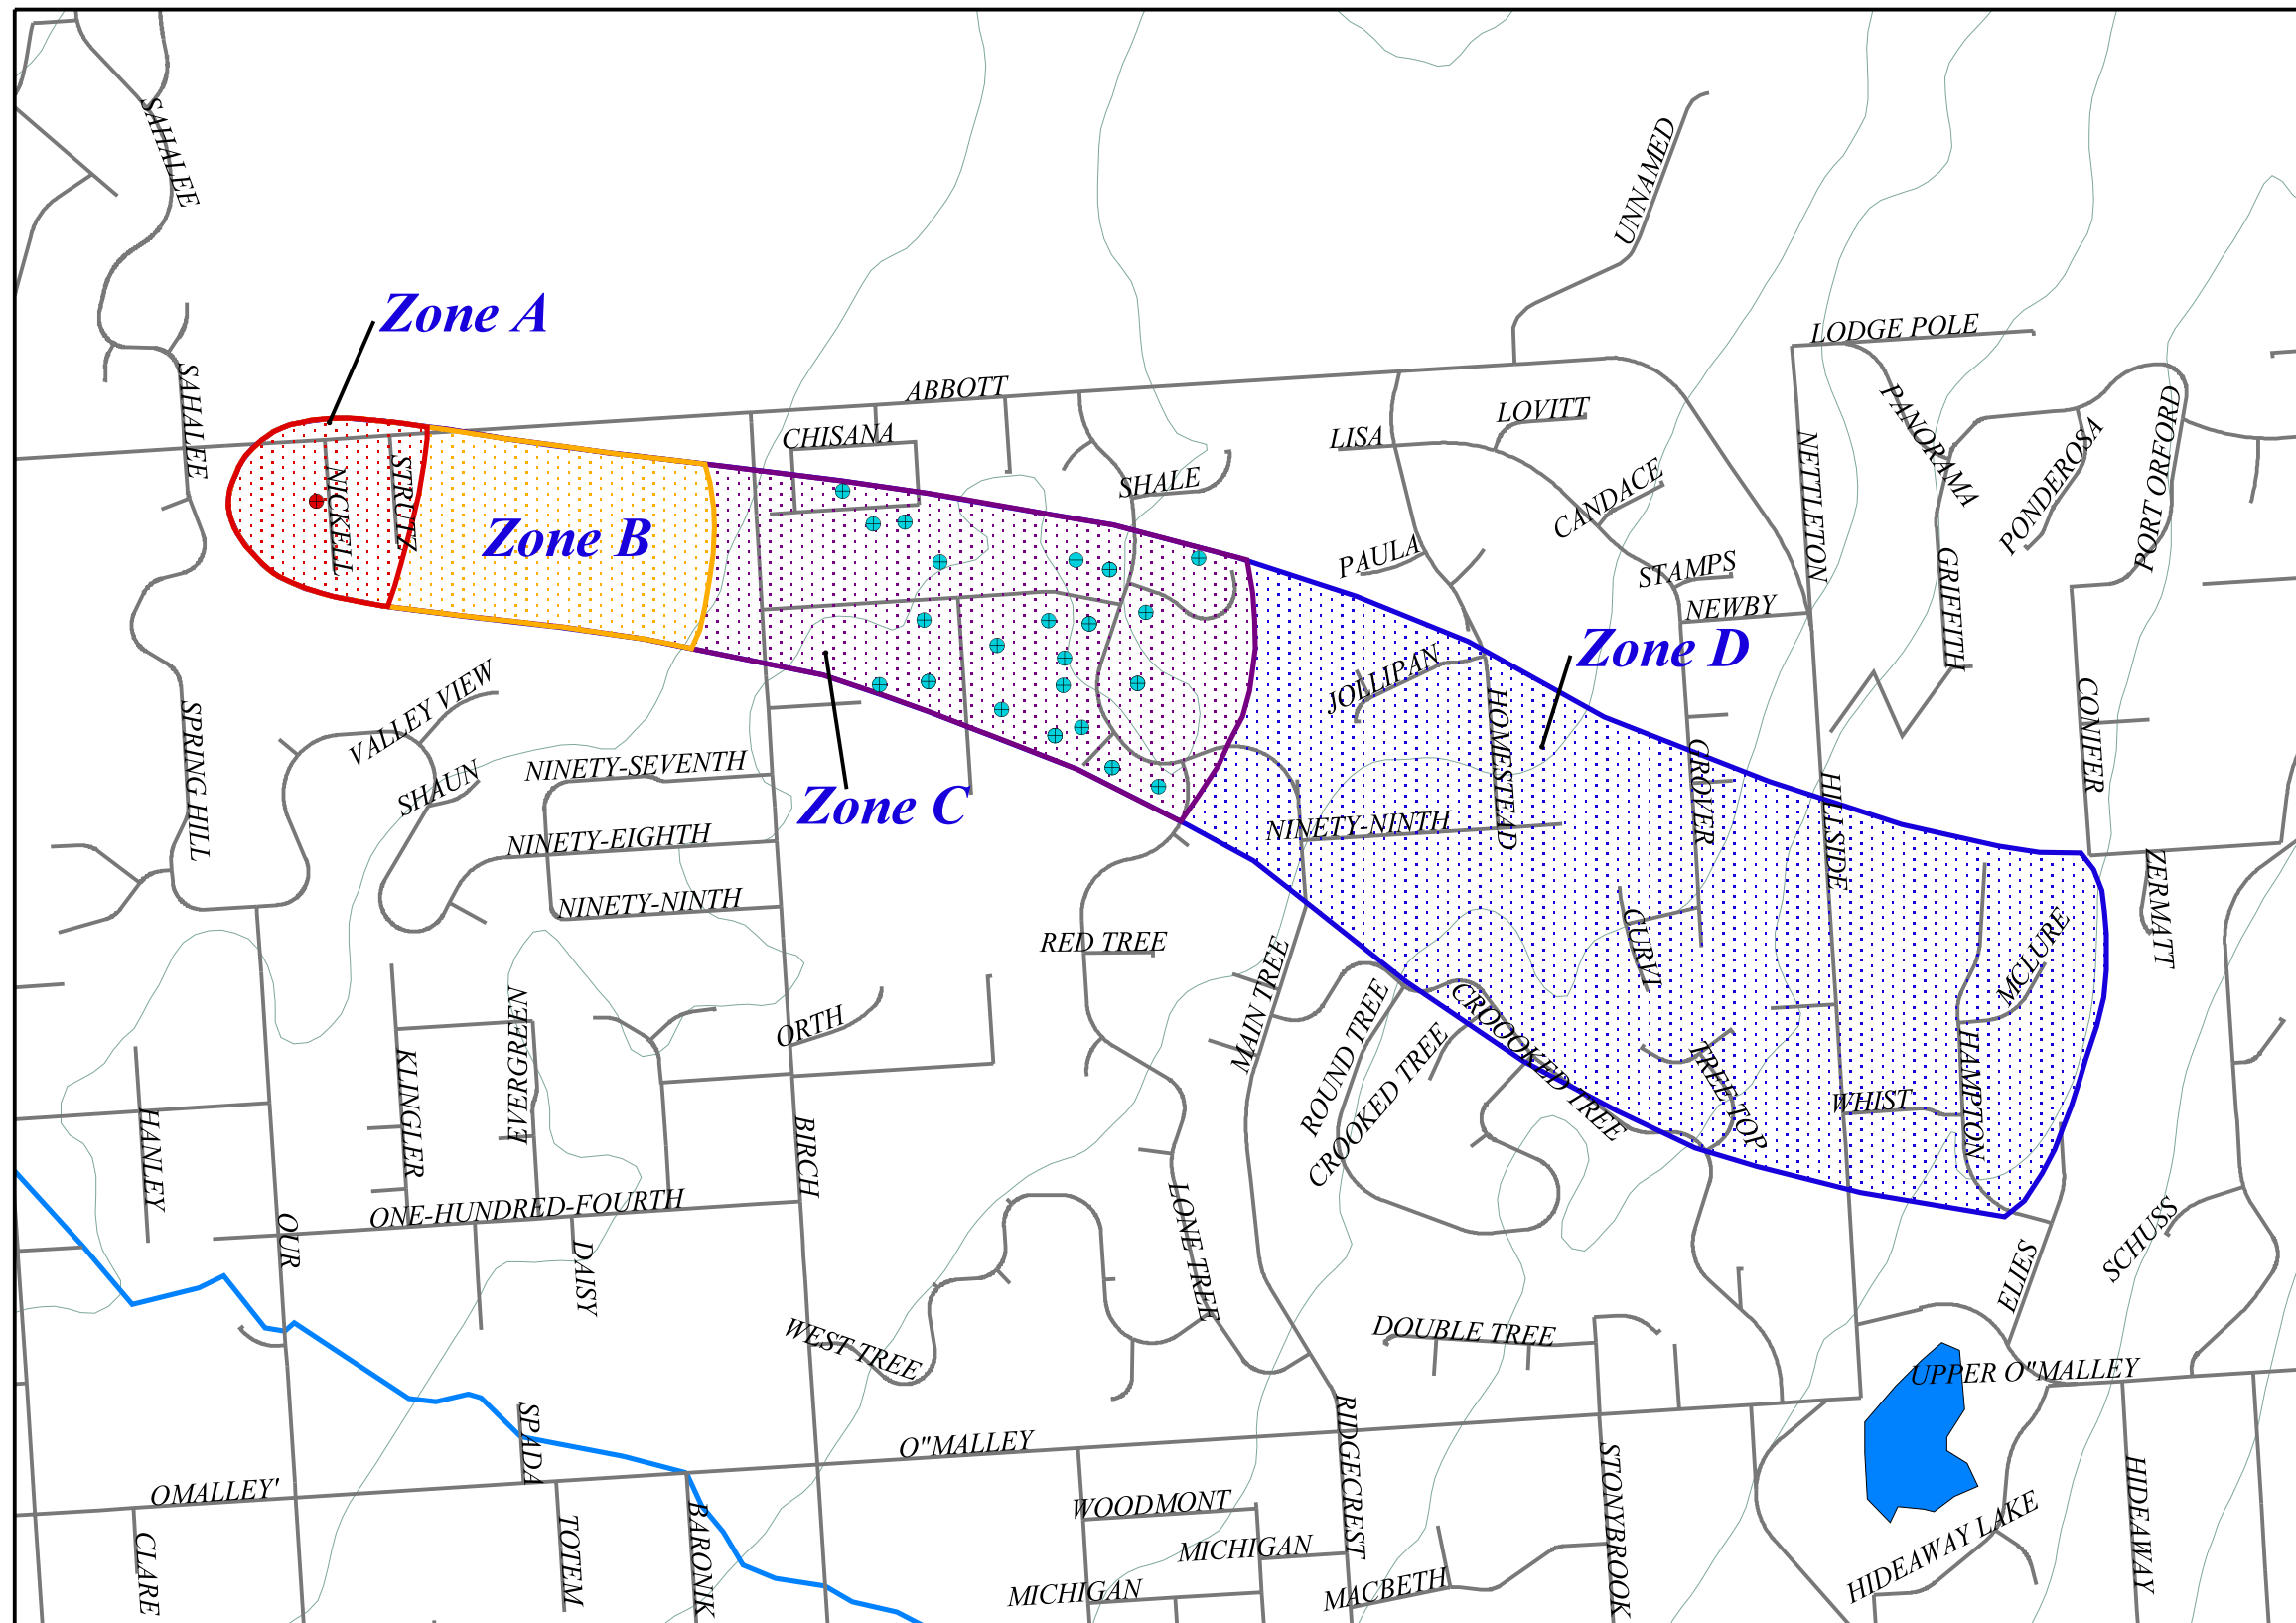 SAHALEE
UNNAMED
Zone A
LODGE POLE
ABBOTT
SAHALEE
CHISANA
LISA
LOVITT
PANORAMA
PONDEROSA
PORT ORFORD
NETTLETON
STRUTZ
NICKELL
SHALE
CANDACE
Zone B
PAULA
STAMPS
NEWBY
GRIFFITH
Zone D
JOLLIPAN
HOMESTEAD
CONIFER
VALLEY VIEW
SPRING HILL
SHAUN
NINETY-SEVENTH
Zone C
GROVER
HILLSIDE
NINETY-EIGHTH
NINETY-NINTH
NINETY-NINTH
ZERMATT
RED TREE
GURVI
MCLURE
MAIN TREE
ROUND TREE
CROOKED TREE
CROOKED TREE
ORTH
EVERGREEN
KLINGLER
HANLEY
TREE TOP
WHIST
HAMPTON
BIRCH
ONE-HUNDRED-FOURTH
OUR
DAISY
LONE TREE
ELIES
SCHUSS
WEST TREE
DOUBLE TREE
UPPER O"MALLEY
SPADA
O"MALLEY
RIDGECREST
STONYBROOK
HIDEAWAY
OMALLEY'
CLARE
TOTEM
BARONIK
WOODMONT
MICHIGAN
MICHIGAN
MACBETH
HIDEAWAY LAKE